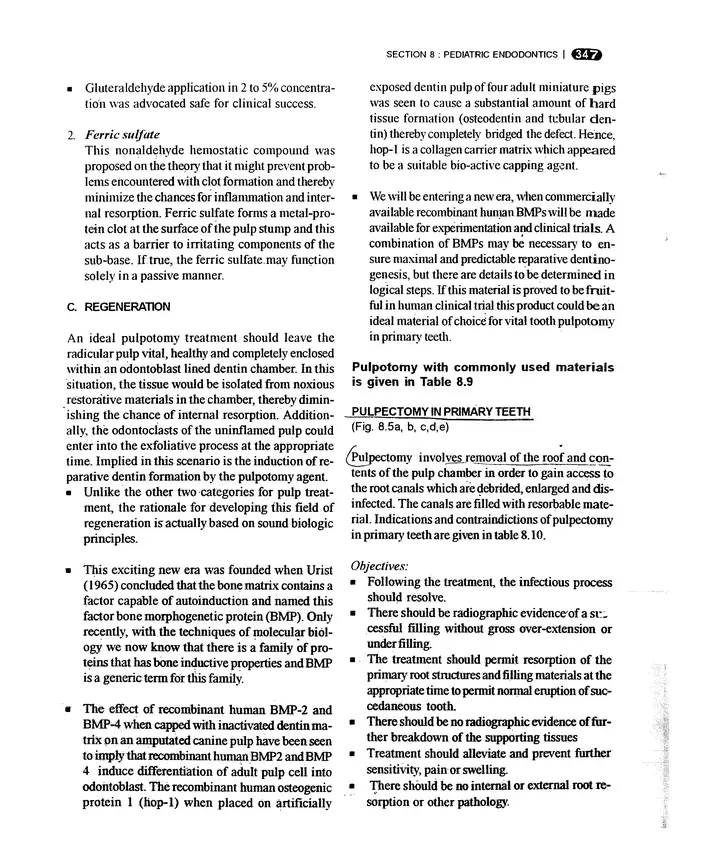 SECTION 8 : PEDIATRIC ENDODONTICS | 347
▪ Gluteraldehyde application in 2 to 5% concentra-
tion was advocated safe for clinical success.
2. Ferric sulfate
This nonaldehyde hemostatic compound was
proposed on the theory that it might prevent prob-
lems encountered with clot formation and thereby
minimize the chances for inflammation and inter-
nal resorption. Ferric sulfate forms a metal-pro-
tein clot at the surface of the pulp stump and this
acts as a barrier to irritating components of the
sub-base. If true, the ferric sulfate may function
solely in a passive manner.
C. REGENERATION
An ideal pulpotomy treatment should leave the
radicular pulp vital, healthy and completely enclosed
within an odontoblast lined dentin chamber. In this
situation, the tissue would be isolated from noxious
restorative materials in the chamber, thereby dimin-
ishing the chance of internal resorption. Addition-
ally, the odontoclasts of the uninflamed pulp could
enter into the exfoliative process at the appropriate
time. Implied in this scenario is the induction of re-
parative dentin formation by the pulpotomy agent.
▪ Unlike the other two categories for pulp treat-
ment, the rationale for developing this field of
regeneration is actually based on sound biologic
principles.
▪ This exciting new era was founded when Urist
(1965) concluded that the bone matrix contains a
factor capable of autoinduction and named this
factor bone morphogenetic protein (BMP). Only
recently, with the techniques of molecular biol-
ogy we now know that there is a family of pro-
teins that has bone inductive properties and BMP
is a generic term for this family.
▪ The effect of recombinant human BMP-2 and
BMP-4 when capped with inactivated dentin ma-
trix on an amputated canine pulp have been seen
to imply that recombinant human BMP2 and BMP
4 induce differentiation of adult pulp cell into
odontoblast. The recombinant human osteogenic
protein 1 (hop-1) when placed on artificially
exposed dentin pulp of four adult miniature pigs
was seen to cause a substantial amount of hard
tissue formation (osteodentin and tubular den-
tin) thereby completely bridged the defect. Hence,
hop-1 is a collagen carrier matrix which appeared
to be a suitable bio-active capping agent.
▪ We will be entering a new era, when commercially
available recombinant human BMPs will be made
available for experimentation and clinical trials. A
combination of BMPs may be necessary to en-
sure maximal and predictable reparative dentino-
genesis, but there are details to be determined in
logical steps. If this material is proved to be fruit-
ful in human clinical trial this product could be an
ideal material of choice for vital tooth pulpotomy
in primary teeth.
Pulpotomy with commonly used materials
is given in Table 8.9
PULPECTOMY IN PRIMARY TEETH
(Fig. 8.5a, b, c,d,e)
Pulpectomy involves removal of the roof and con-
tents of the pulp chamber in order to gain access to
the root canals which are debrided, enlarged and dis-
infected. The canals are filled with resorbable mate-
rial. Indications and contraindictions of pulpectomy
in primary teeth are given in table 8.10.
Objectives:
▪ Following the treatment, the infectious process
should resolve.
▪ There should be radiographic evidence of a suc-
cessful filling without gross over-extension or
under filling.
▪ The treatment should permit resorption of the
primary root structures and filling materials at the
appropriate time to permit normal eruption of suc-
cedaneous tooth.
▪ There should be no radiographic evidence of fur-
ther breakdown of the supporting tissues
▪ Treatment should alleviate and prevent further
sensitivity, pain or swelling.
▪ There should be no internal or external root re-
sorption or other pathology.